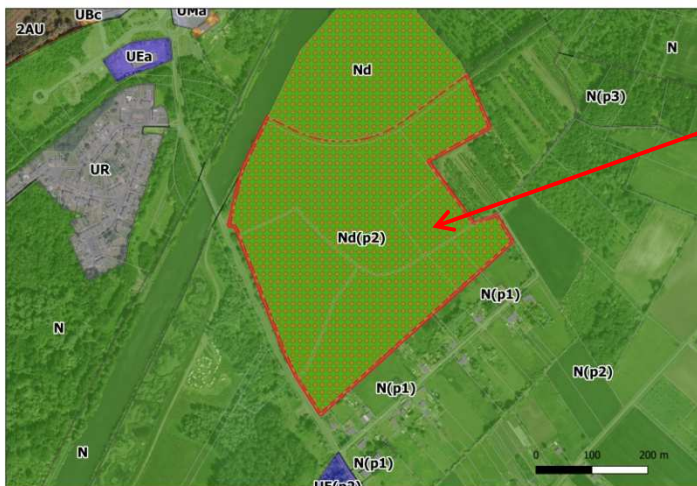 2AU
UBc
UMa
UEa
Nd
N
N(p3)
UR
Nd(p2)
N(p1)
N
N(p1)
N(p2)
N
N(p1)
0 100 200 m